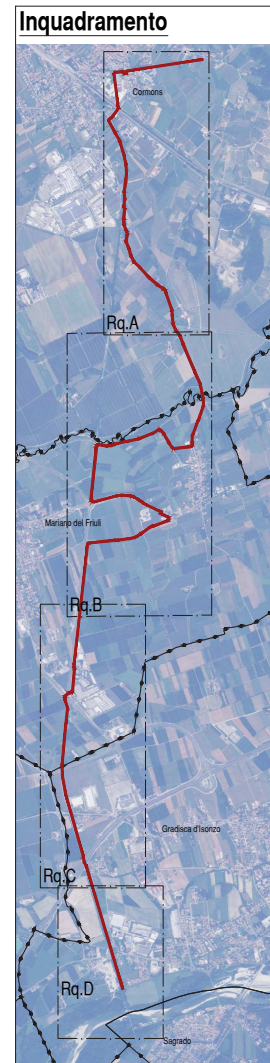 Inquadramento
Cormons
Rq.A
Mariano del Friuli
Rq.B
Gradisca d'Isonzo
Rq.C
Rq.D
Sagrado